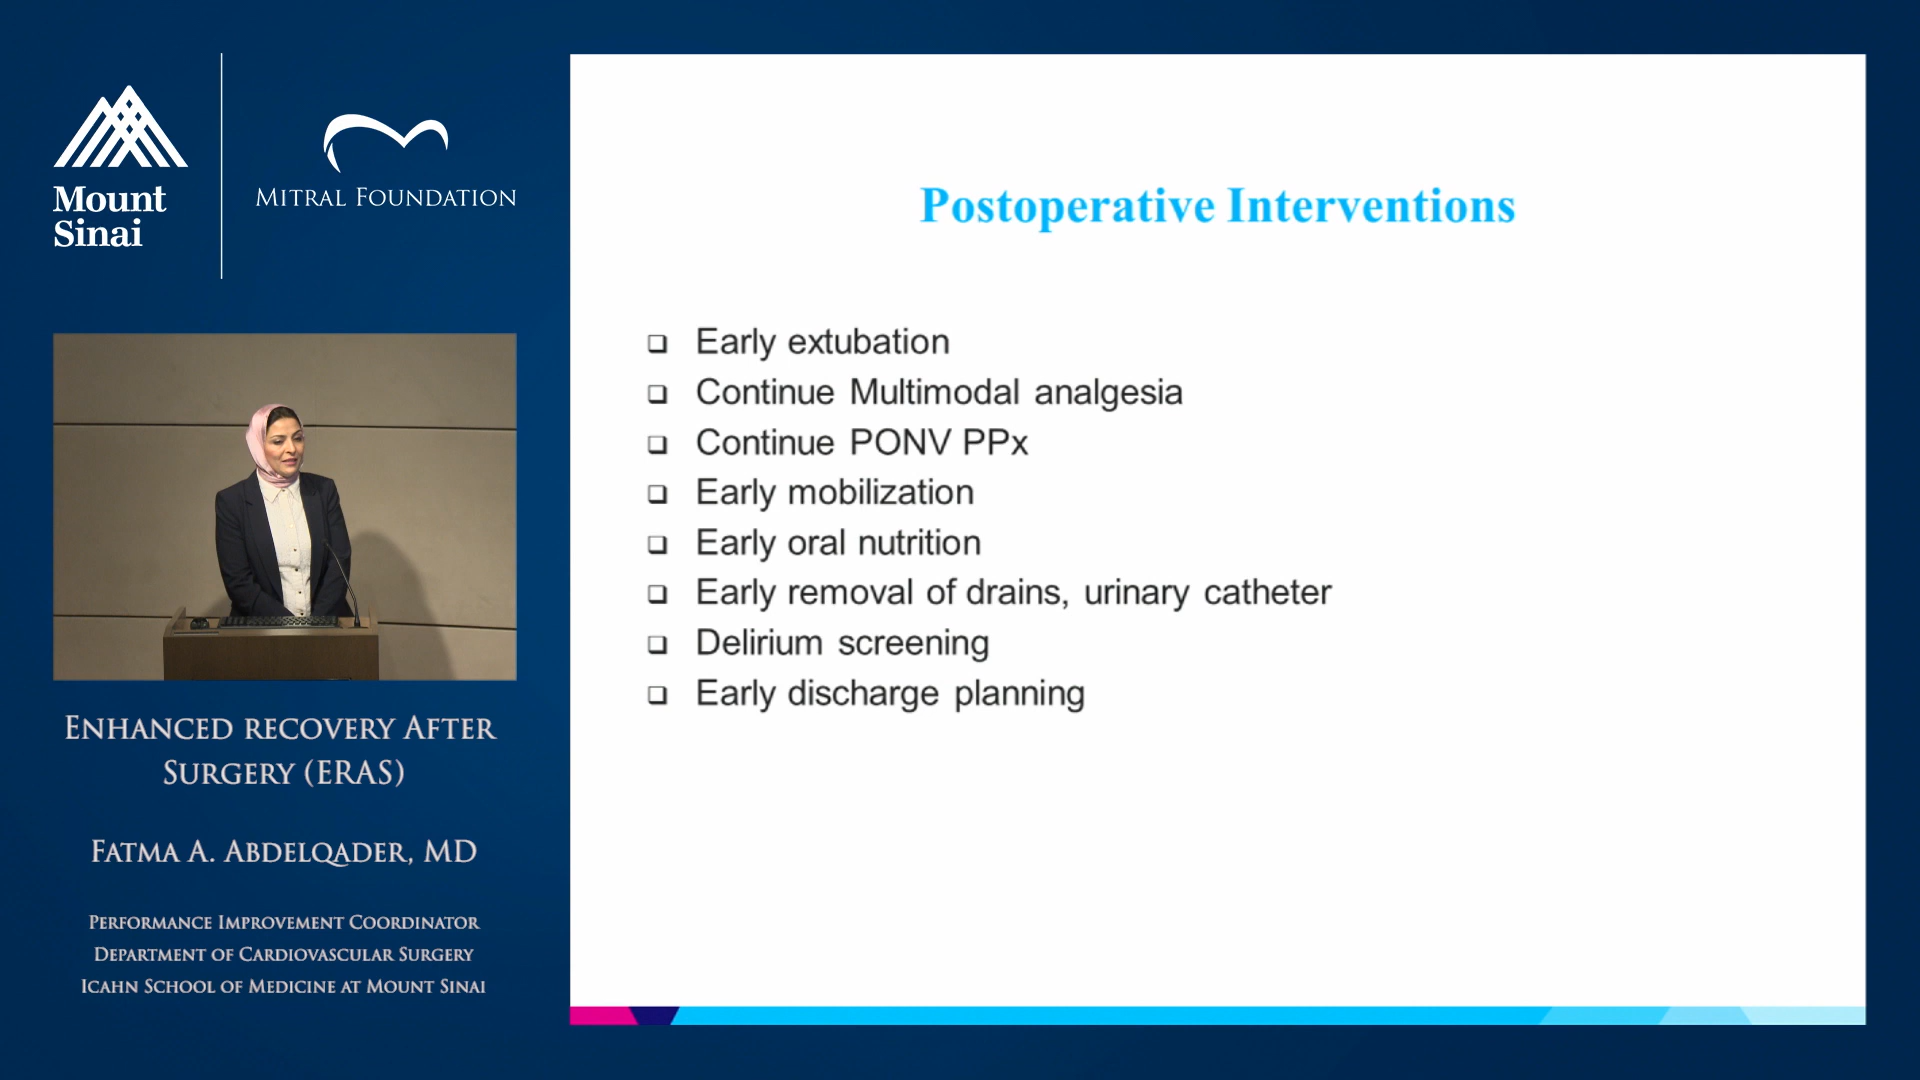 Mount
Sinai
MITRAL FOUNDATION
ENHANCED RECOVERY AFTER
SURGERY (ERAS)
FATMA A. ABDELQADER, MD
PERFORMANCE IMPROVEMENT COORDINATOR
DEPARTMENT OF CARDIOVASCULAR SURGERY
ICAHN SCHOOL OF MEDICINE AT MOUNT SINAI
Postoperative Interventions
❑ Early extubation
❑ Continue Multimodal analgesia
❑ Continue PONV PPx
❑ Early mobilization
❑ Early oral nutrition
❑ Early removal of drains, urinary catheter
❑ Delirium screening
❑ Early discharge planning